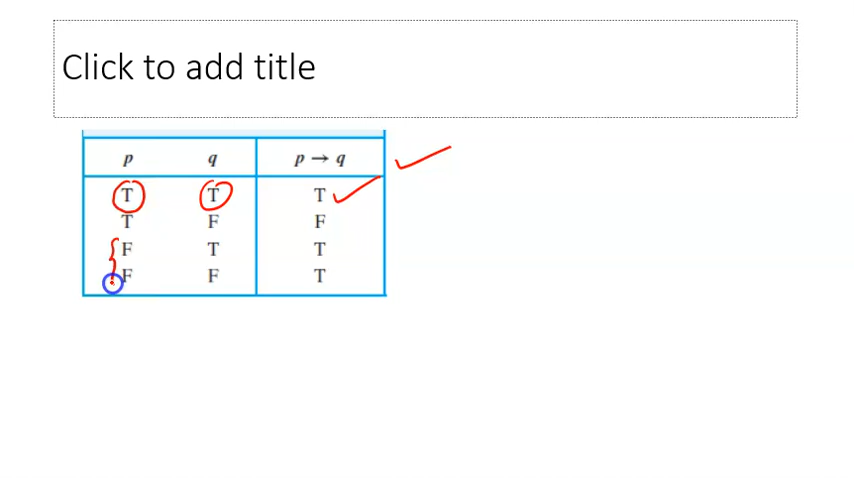 Click to add title
p q p → q
T T T
T F F
F T T
F F T